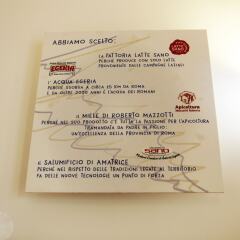 ABBIAMO SCELTO:
LA FATTORIA LATTE SANO
PERCHÉ PRODUCE CON SOLO LATTE
PROVENIENTE DALLE CAMPAGNE LAZIALI
LATTE SANO
EGERIA
L'ACQUA EGERIA
PERCHÉ SGORGA A CIRCA 15 KM DA ROMA
E DA OLTRE 2000 ANNI È L'ACQUA DEI ROMANI
Apicoltura
IL MIELE DI ROBERTO MAZZOTTI
PERCHÉ NEL SUO PRODOTTO C'È TUTTA LA PASSIONE PER L'APICOLTURA
TRAMANDATA DA PADRE IN FIGLIO
UN'ECCELLENZA DELLA PROVINCIA DI ROMA
SANO
IL SALUMIFICIO DI AMATRICE
PERCHÉ NEL RISPETTO DELLE TRADIZIONI LEGATE AL TERRITORIO
FA DELLE NUOVE TECNOLOGIE UN PUNTO DI FORZA